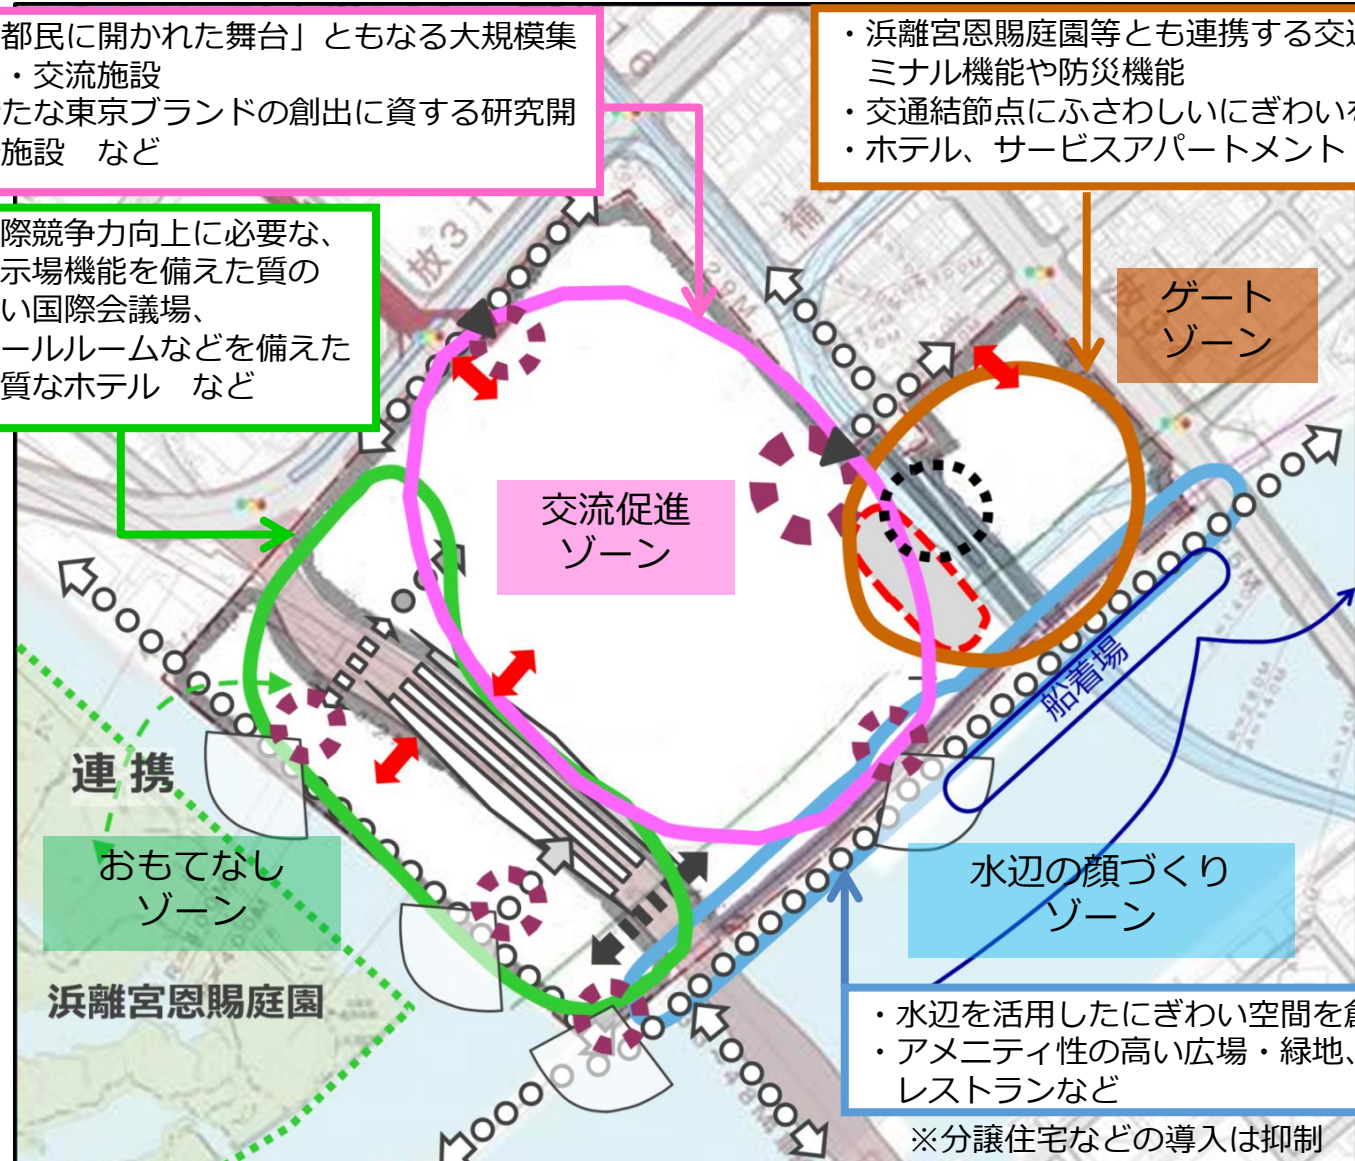 都民に開かれた舞台」ともなる大規模集
・交流施設
たな東京ブランドの創出に資する研究開
施設　など
・浜離宮恩賜庭園等とも連携する交通
ミナル機能や防災機能
・交通結節点にふさわしいにぎわいを
・ホテル、サービスアパートメント
際競争力向上に必要な、
示場機能を備えた質の
い国際会議場、
ールルームなどを備えた
質なホテル　など
放31
補3
ゲート
ゾーン
交流促進
ゾーン
船着場
連携
おもてなし
ゾーン
水辺の顔づくり
ゾーン
浜離宮恩賜庭園
・水辺を活用したにぎわい空間を創
・アメニティ性の高い広場・緑地、
レストランなど
※分譲住宅などの導入は抑制